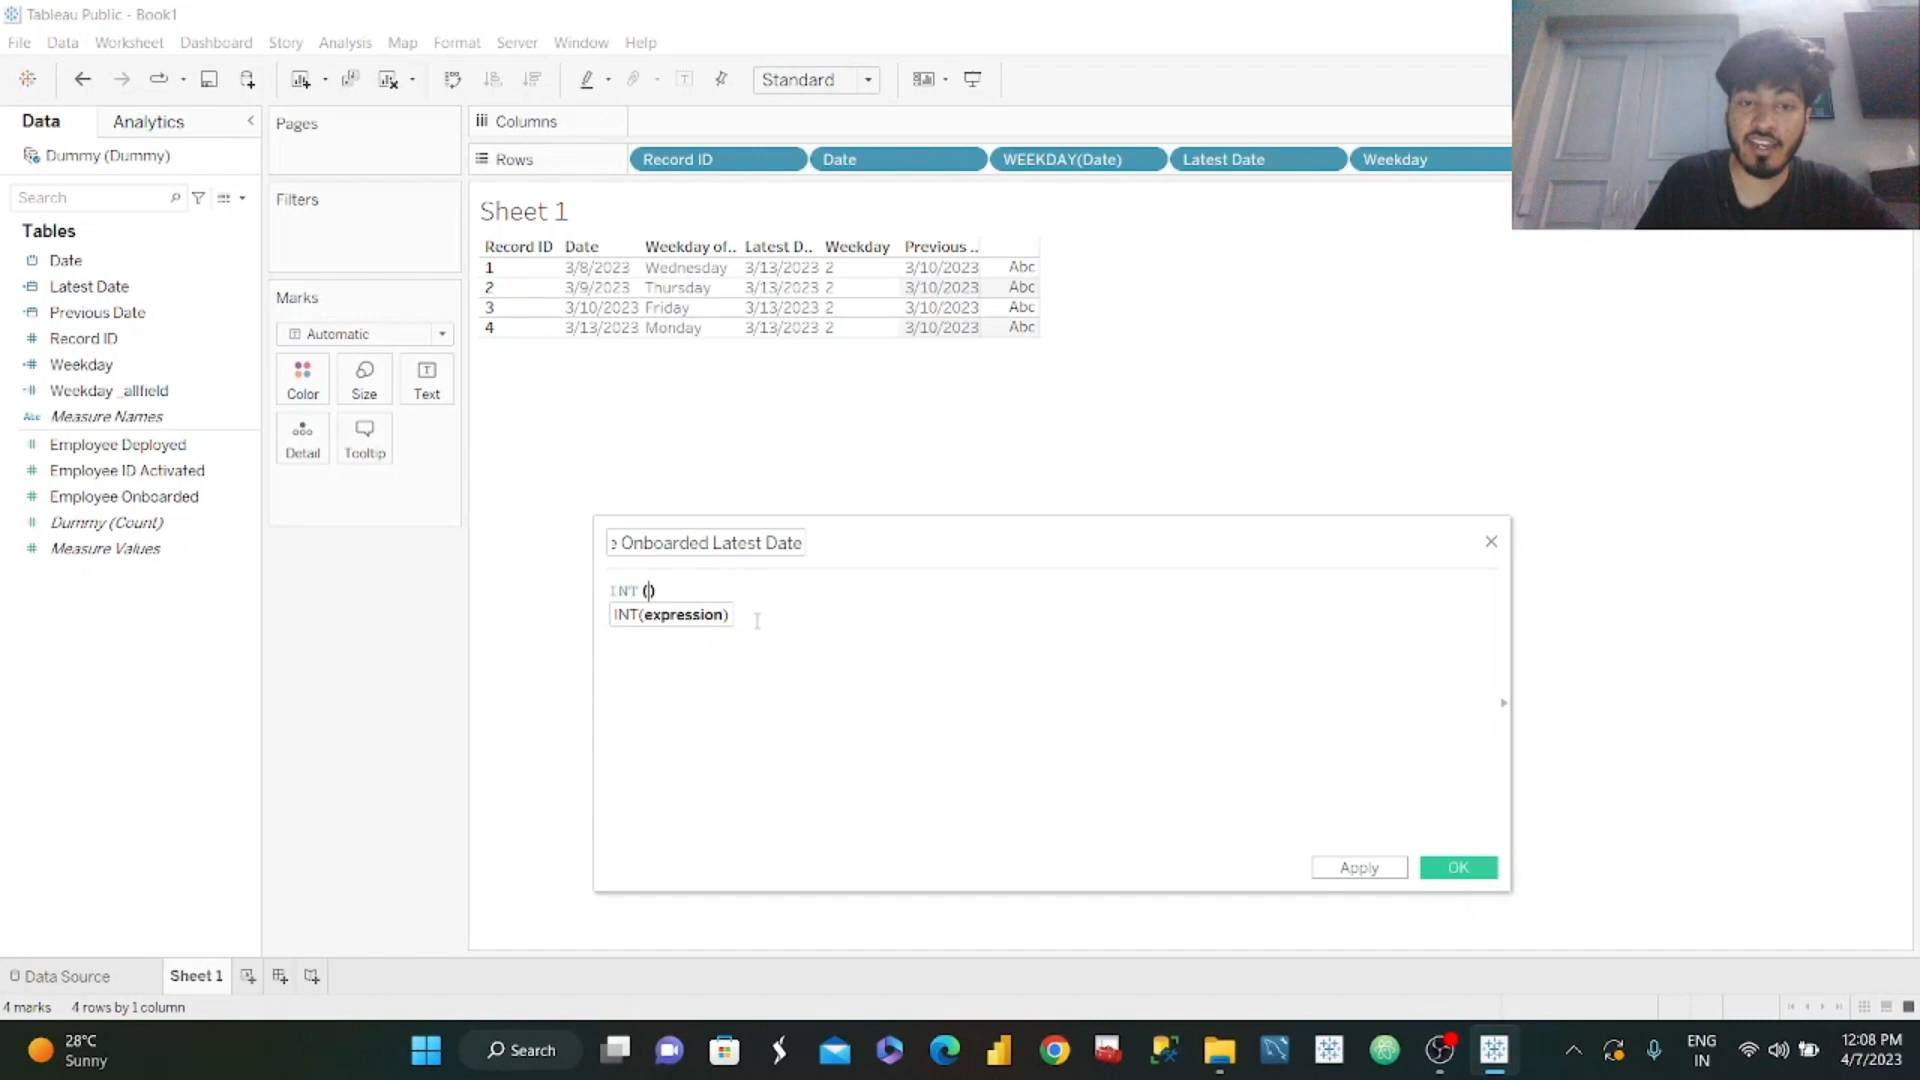 Tableau Public - Book1
File Data Worksheet Dashboard Story Analysis Map Format Server Window Help
Standard
Data Analytics
Dummy (Dummy)
Search
Tables
Date
Latest Date
Previous Date
Record ID
Weekday
Weekday _allfield
Abc Measure Names
Employee Deployed
Employee ID Activated
Employee Onboarded
Dummy (Count)
Measure Values
Pages
Filters
Marks
Automatic
Color Size Text
Detail Tooltip
Columns
Rows Record ID Date WEEKDAY(Date) Latest Date Weekday
Sheet 1
Record ID Date Weekday of.. Latest D.. Weekday Previous ..
1 3/8/2023 Wednesday 3/13/2023 2 3/10/2023 Abc
2 3/9/2023 Thursday 3/13/2023 2 3/10/2023 Abc
3 3/10/2023 Friday 3/13/2023 2 3/10/2023 Abc
4 3/13/2023 Monday 3/13/2023 2 3/10/2023 Abc
e Onboarded Latest Date
INT ()
INT(expression)
Apply OK
Data Source Sheet 1
4 marks 4 rows by 1 column
28°C
Sunny
Search
ENG
IN
12:08 PM
4/7/2023